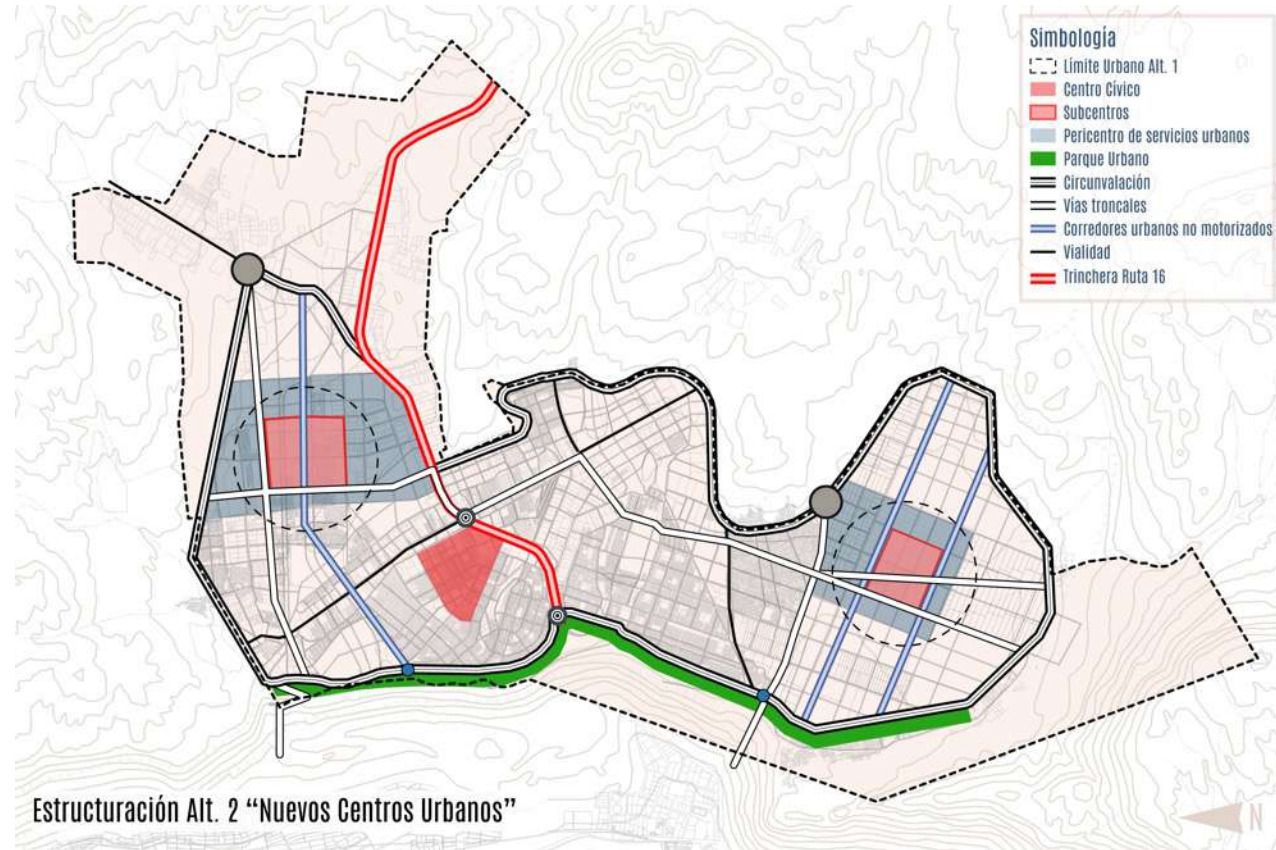 Simbología
Límite Urbano Alt. 1
Centro Cívico
Subcentros
Pericentro de servicios urbanos
Parque Urbano
Circunvalación
Vías troncales
Corredores urbanos no motorizados
Vialidad
Trinchera Ruta 16
Estructuración Alt. 2 “Nuevos Centros Urbanos”
N